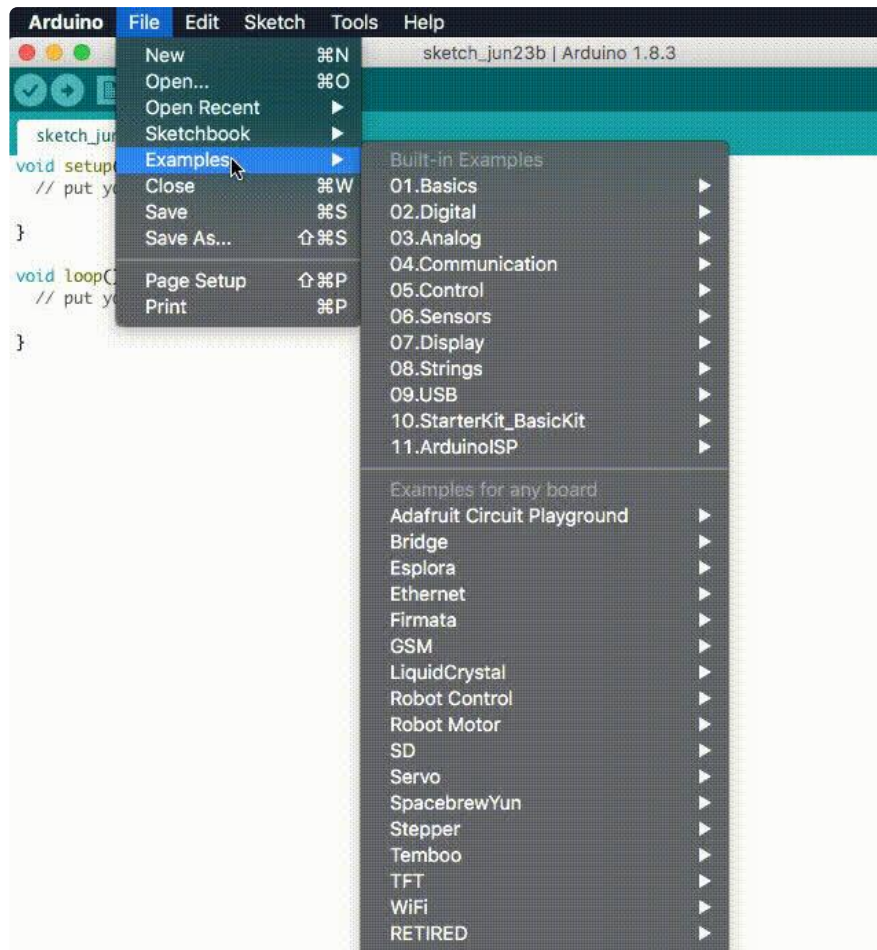 Arduino File Edit Sketch Tools Help
sketch_jun23b | Arduino 1.8.3
New ⌘N
Open... ⌘O
Open Recent ▶
Sketchbook ▶
Examples ▶
Close ⌘W
Save ⌘S
Save As... ⇧⌘S
Page Setup ⇧⌘P
Print ⌘P
sketch_jun
void setup(
// put yo
}
void loop()
// put yo
}
Built-in Examples
01.Basics ▶
02.Digital ▶
03.Analog ▶
04.Communication ▶
05.Control ▶
06.Sensors ▶
07.Display ▶
08.Strings ▶
09.USB ▶
10.StarterKit_BasicKit ▶
11.ArduinoISP ▶
Examples for any board
Adafruit Circuit Playground ▶
Bridge ▶
Esplora ▶
Ethernet ▶
Firmata ▶
GSM ▶
LiquidCrystal ▶
Robot Control ▶
Robot Motor ▶
SD ▶
Servo ▶
SpacebrewYun ▶
Stepper ▶
Temboo ▶
TFT ▶
WiFi ▶
RETIRED ▶